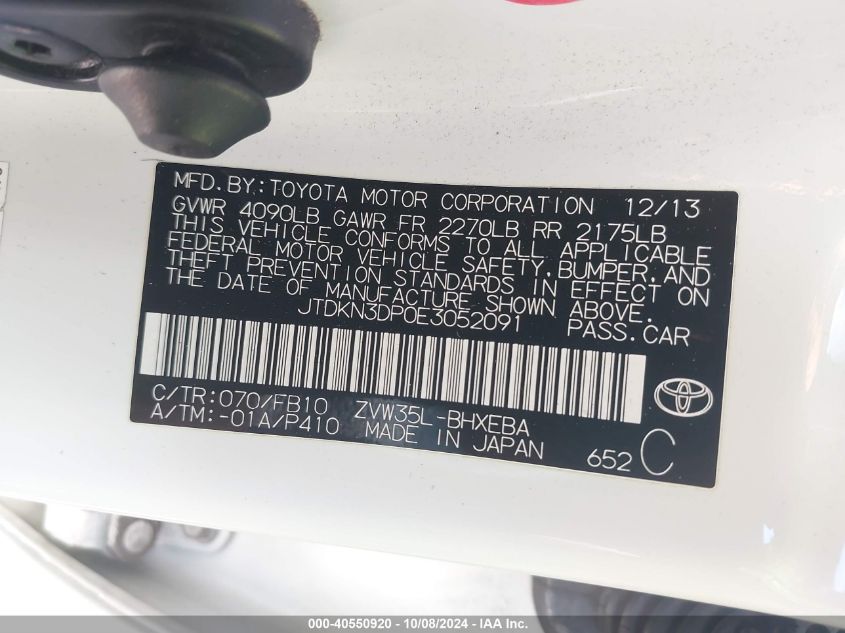 MFD. BY: TOYOTA MOTOR CORPORATION 12/13
GVWR 4090LB GAWR FR 2270LB RR 2175LB
THIS VEHICLE CONFORMS TO ALL APPLICABLE
FEDERAL MOTOR VEHICLE SAFETY, BUMPER, AND
THEFT PREVENTION STANDARDS IN EFFECT ON
THE DATE OF MANUFACTURE SHOWN ABOVE.
JTDKN3DP0E3052091 PASS. CAR
C/TR: 070/FB10 ZVW35L-BHXEBA
A/TM: -01A/P410 MADE IN JAPAN
652 C
000-40550920 - 10/08/2024 - IAA Inc.